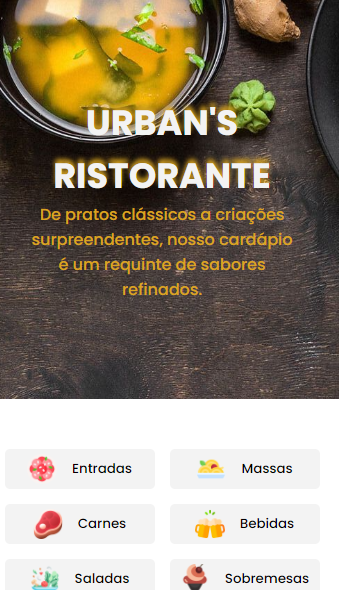 URBAN'S
RISTORANTE
De pratos clássicos a criações
surpreendentes, nosso cardápio
é um requinte de sabores
refinados.
Entradas
Massas
Carnes
Bebidas
Saladas
Sobremesas